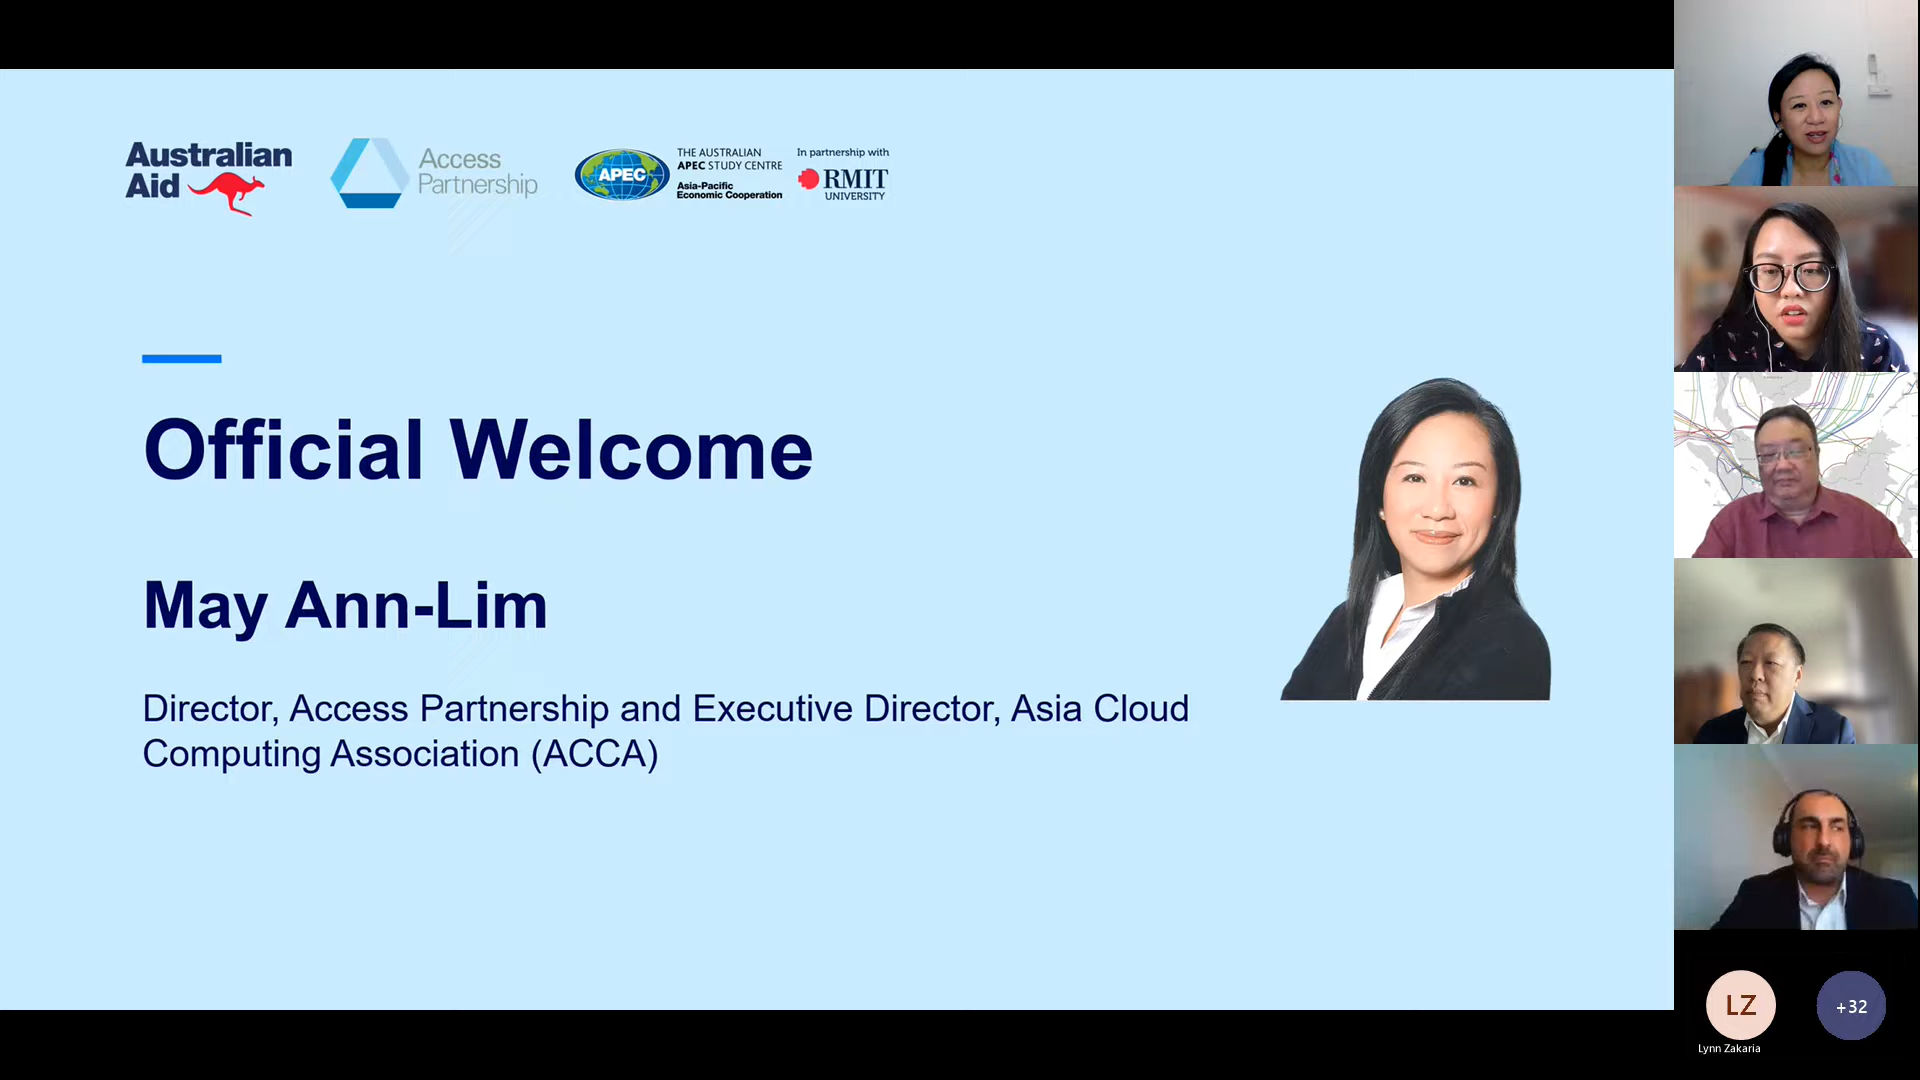 Australian
Aid
Access
Partnership
APEC
THE AUSTRALIAN
APEC STUDY CENTRE
Asia-Pacific
Economic Cooperation
In partnership with
RMIT
UNIVERSITY
Official Welcome
May Ann-Lim
Director, Access Partnership and Executive Director, Asia Cloud
Computing Association (ACCA)
LZ
+32
Lynn Zakaria